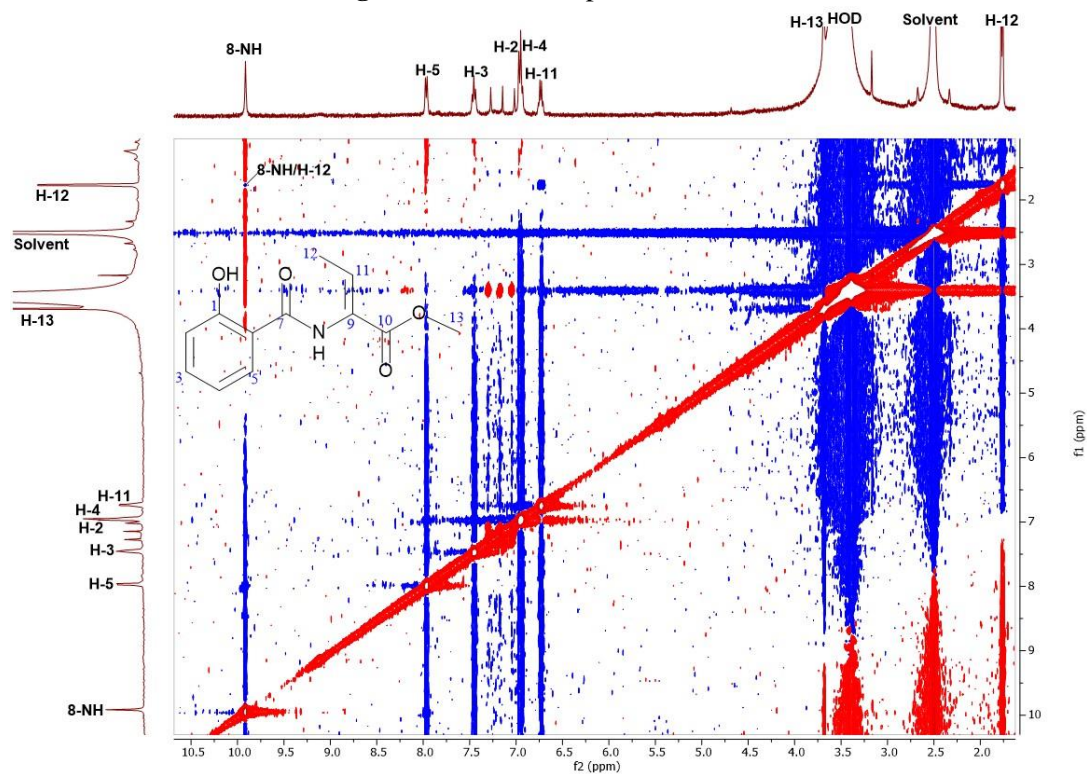 8-NH
H-5
H-3
H-2
H-4
H-11
H-13
HOD
Solvent
H-12
H-12
Solvent
H-13
H-11
H-4
H-2
H-3
H-5
8-NH
8-NH/H-12
12
11
OH
O
7
N
H
9
10
O
13
O
3
5
2
3
4
5
6
7
8
9
10
f1 (ppm)
10.5 10.0 9.5 9.0 8.5 8.0 7.5 7.0 6.5 6.0 5.5 5.0 4.5 4.0 3.5 3.0 2.5 2.0
f2 (ppm)